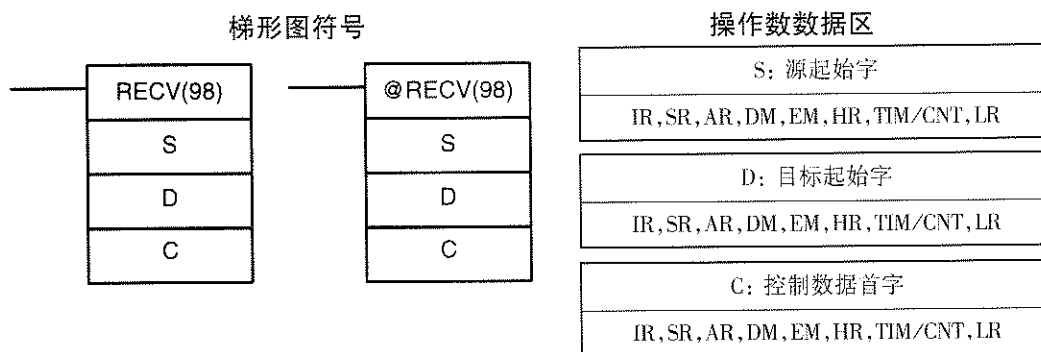 梯形图符号
RECV(98)
S
D
C
@RECV(98)
S
D
C
操作数数据区
S: 源起始字
IR,SR,AR,DM,EM,HR,TIM/CNT,LR
D: 目标起始字
IR,SR,AR,DM,EM,HR,TIM/CNT,LR
C: 控制数据首字
IR,SR,AR,DM,EM,HR,TIM/CNT,LR